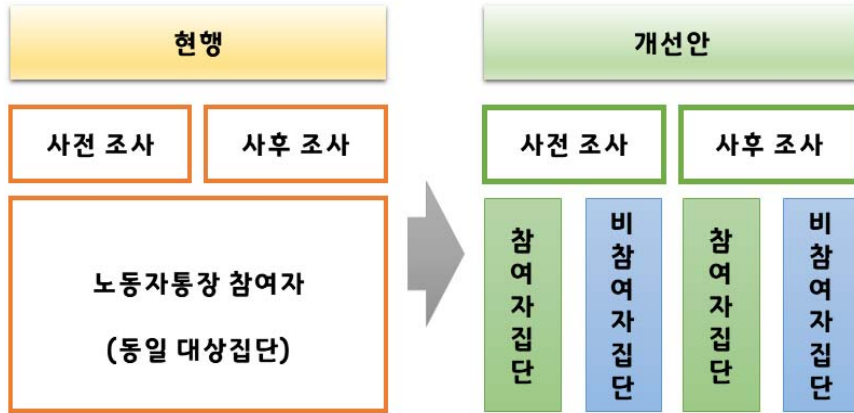 현행
사전 조사
사후 조사
노동자통장 참여자
(동일 대상집단)
개선안
사전 조사
사후 조사
참여자집단
비참여자집단
참여자집단
비참여자집단